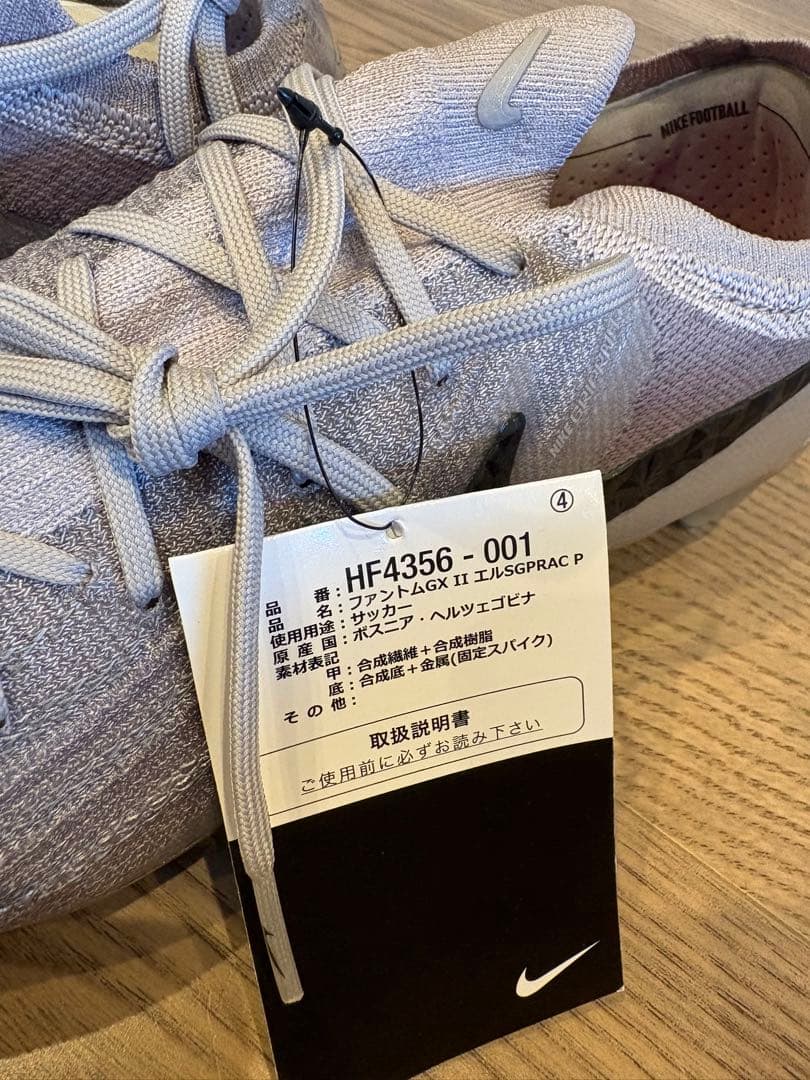 NIKE FOOTBALL
④
品 番：HF4356 - 001
品 名：ファントムGX II エルSGPRAC P
使用用途：サッカー
原 産 国：ボスニア・ヘルツェゴビナ
素材表記
甲：合成繊維＋合成樹脂
底：合成底＋金属(固定スパイク)
そ の 他：
取扱説明書
ご使用前に必ずお読み下さい